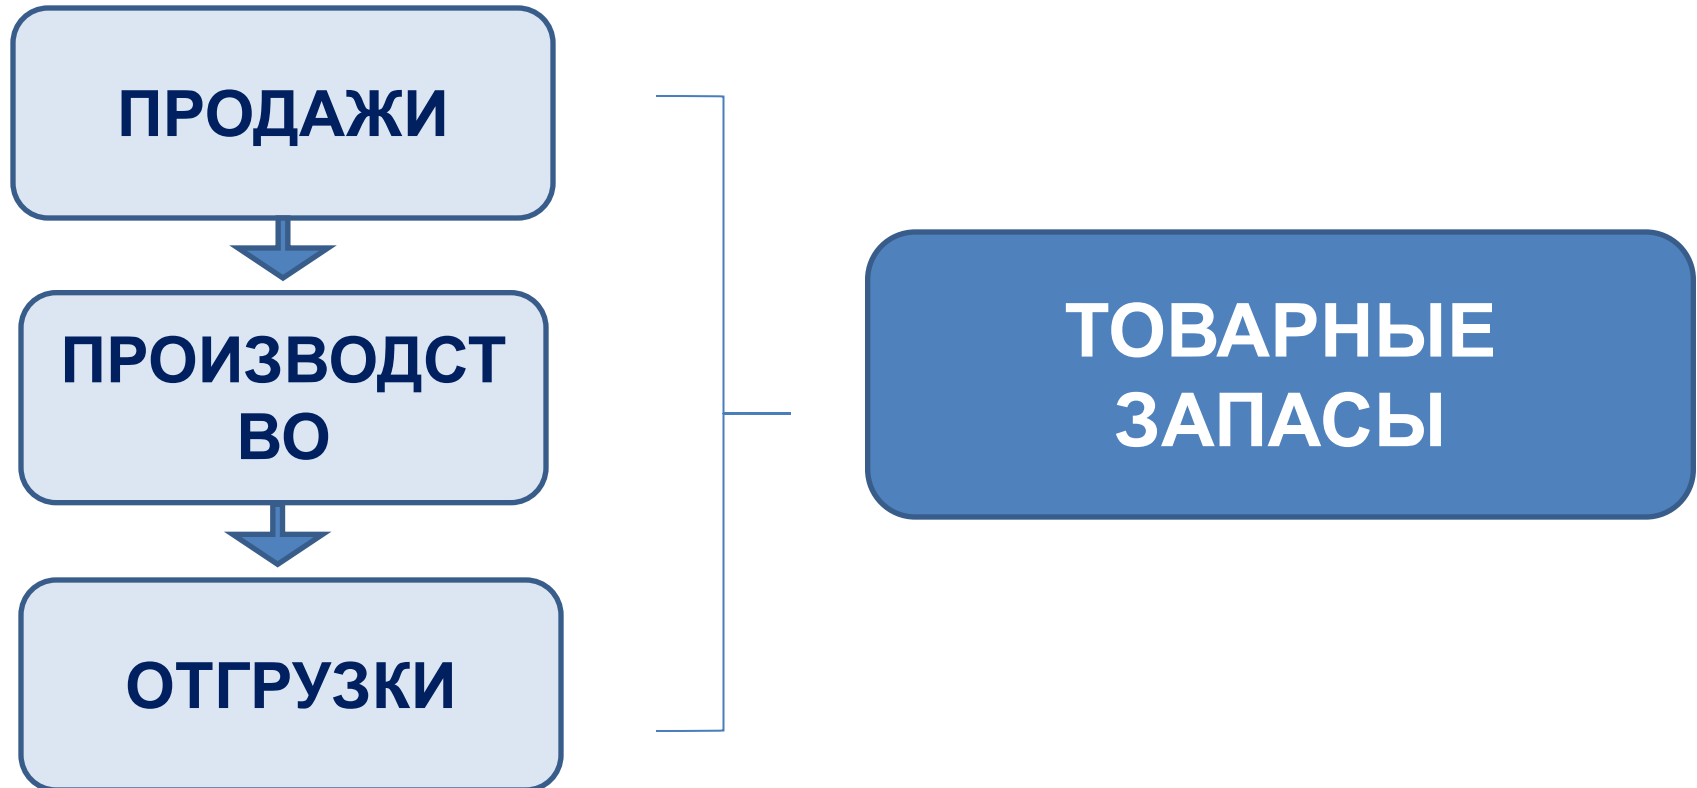 ПРОДАЖИ
ПРОИЗВОДСТ
ВО
ОТГРУЗКИ
ТОВАРНЫЕ
ЗАПАСЫ